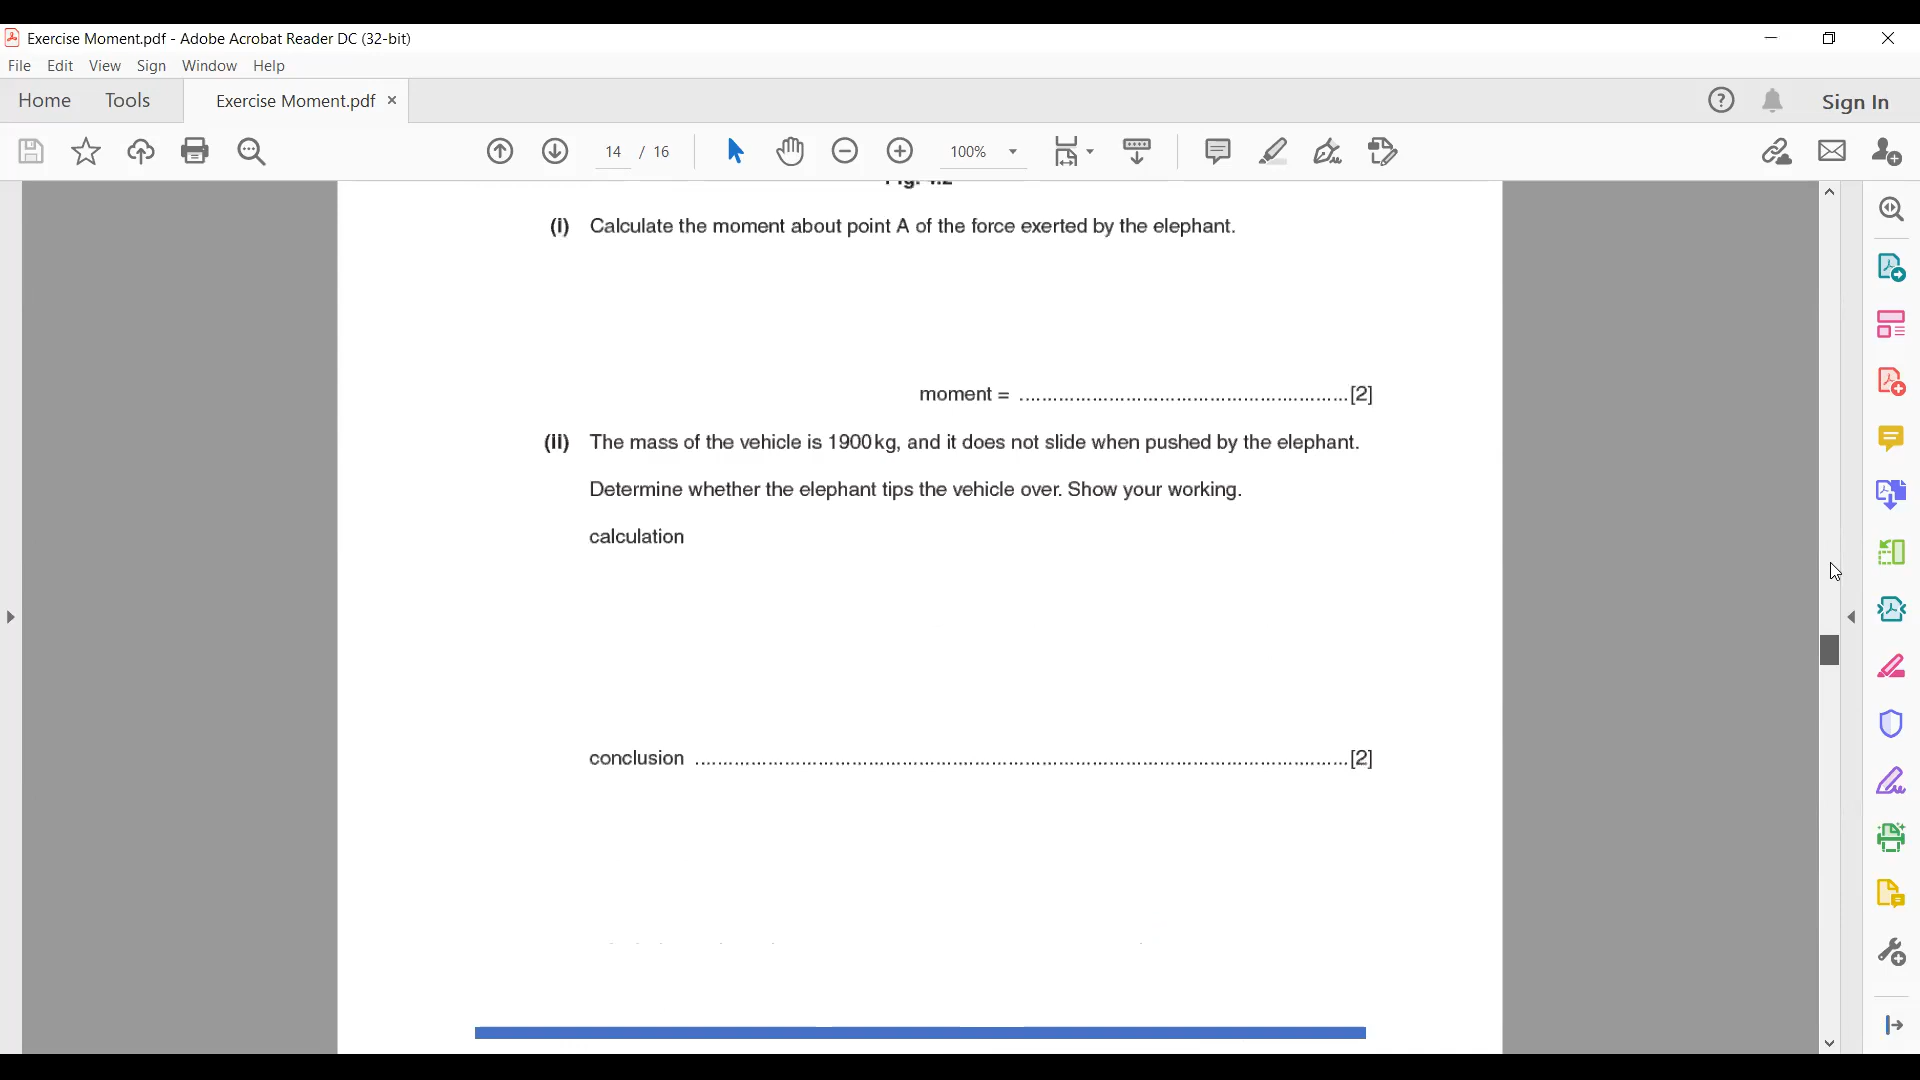 Exercise Moment.pdf - Adobe Acrobat Reader DC (32-bit)
File Edit View Sign Window Help
Home Tools Exercise Moment.pdf × Sign In
14 / 16 100%
(i) Calculate the moment about point A of the force exerted by the elephant.
moment = ............................................................[2]
(ii) The mass of the vehicle is 1900 kg, and it does not slide when pushed by the elephant.
Determine whether the elephant tips the vehicle over. Show your working.
calculation
conclusion ......................................................................................................................[2]